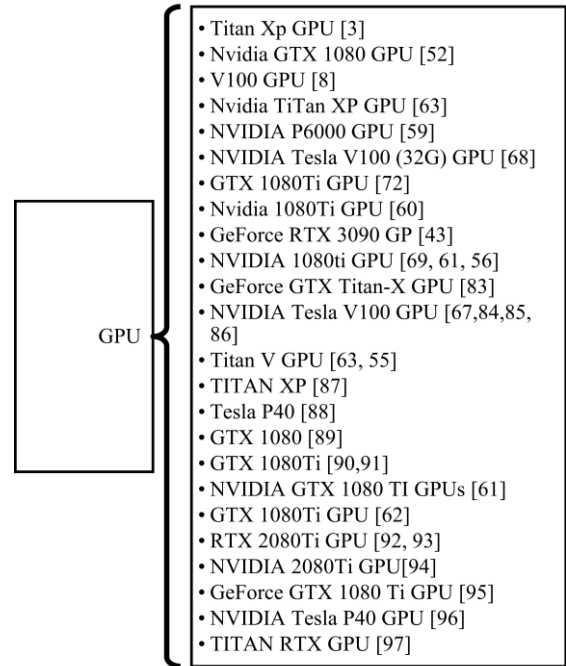 GPU
• Titan Xp GPU [3]
• Nvidia GTX 1080 GPU [52]
• V100 GPU [8]
• Nvidia TiTan XP GPU [63]
• NVIDIA P6000 GPU [59]
• NVIDIA Tesla V100 (32G) GPU [68]
• GTX 1080Ti GPU [72]
• Nvidia 1080Ti GPU [60]
• GeForce RTX 3090 GP [43]
• NVIDIA 1080ti GPU [69, 61, 56]
• GeForce GTX Titan-X GPU [83]
• NVIDIA Tesla V100 GPU [67,84,85,
86]
• Titan V GPU [63, 55]
• TITAN XP [87]
• Tesla P40 [88]
• GTX 1080 [89]
• GTX 1080Ti [90,91]
• NVIDIA GTX 1080 TI GPUs [61]
• GTX 1080Ti GPU [62]
• RTX 2080Ti GPU [92, 93]
• NVIDIA 2080Ti GPU[94]
• GeForce GTX 1080 Ti GPU [95]
• NVIDIA Tesla P40 GPU [96]
• TITAN RTX GPU [97]